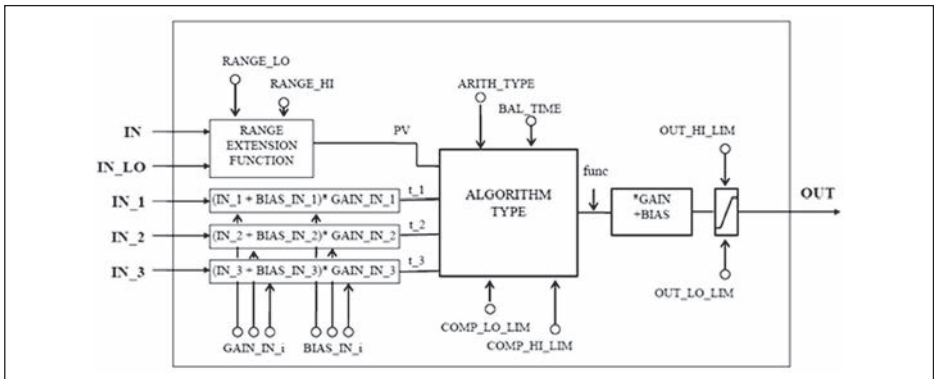 RANGE_LO
RANGE_HI
ARITH_TYPE
BAL_TIME
OUT_HI_LIM
IN
RANGE
EXTENSION
FUNCTION
PV
IN_LO
func
OUT
IN_1
(IN_1 + BIAS_IN_1)* GAIN_IN_1
t_1
ALGORITHM
TYPE
*GAIN
+BIAS
IN_2
(IN_2 + BIAS_IN_2)* GAIN_IN_2
t_2
IN_3
(IN_3 + BIAS_IN_3)* GAIN_IN_3
t_3
OUT_LO_LIM
GAIN_IN_i
BIAS_IN_i
COMP_LO_LIM
COMP_HI_LIM